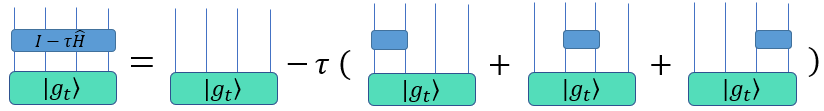 I − τĤ
|g_t⟩ = |g_t⟩ − τ ( |g_t⟩ + |g_t⟩ + |g_t⟩ )